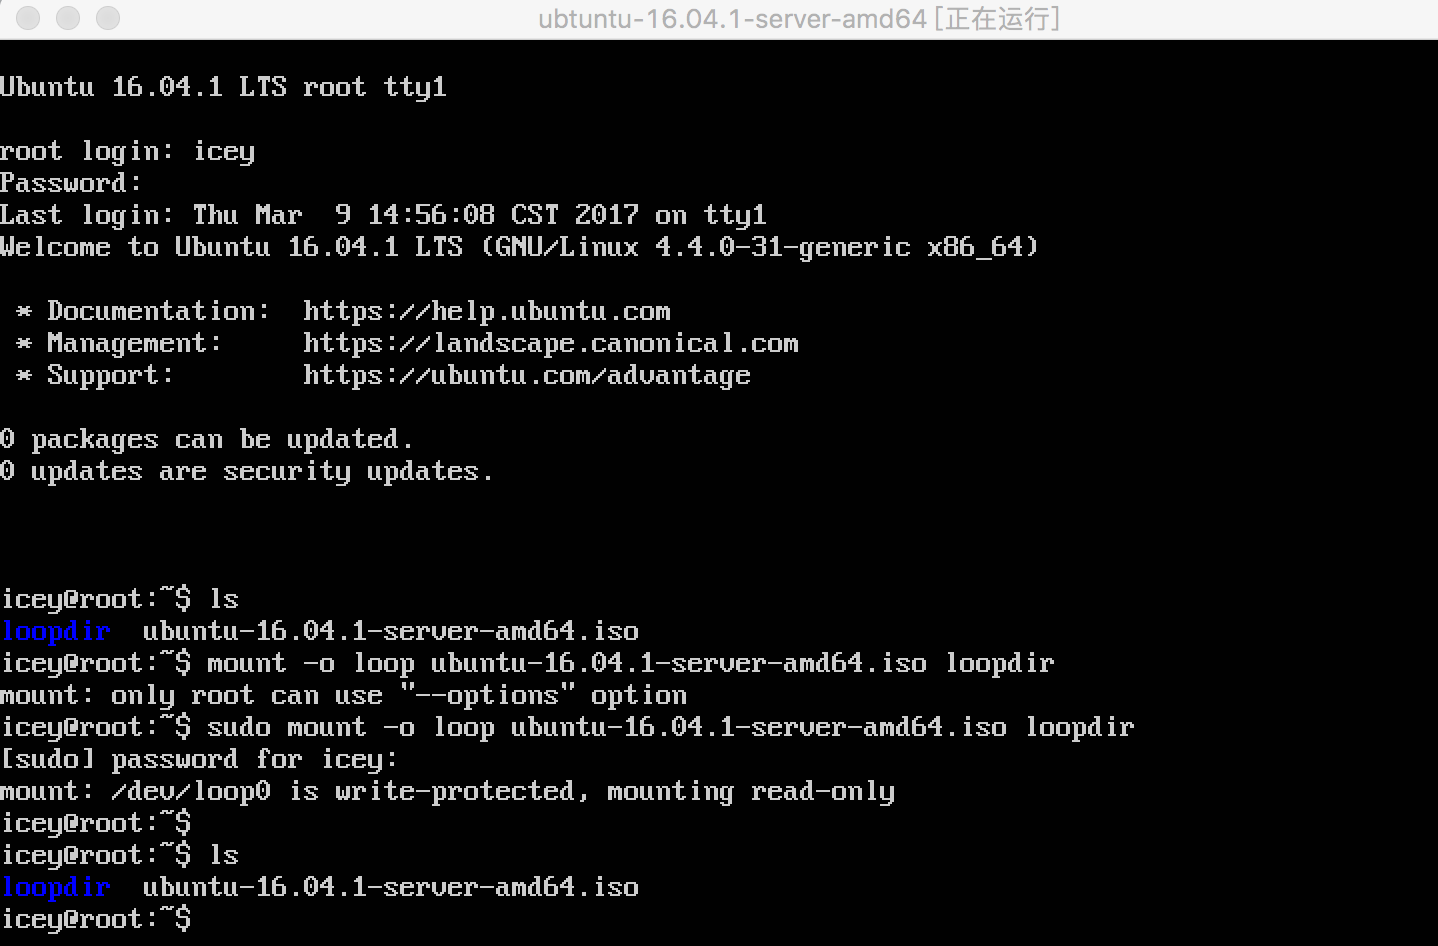 ubtuntu-16.04.1-server-amd64 [正在运行]
Ubuntu 16.04.1 LTS root tty1
root login: icey
Password:
Last login: Thu Mar  9 14:56:08 CST 2017 on tty1
Welcome to Ubuntu 16.04.1 LTS (GNU/Linux 4.4.0-31-generic x86_64)
 * Documentation:  https://help.ubuntu.com
 * Management:     https://landscape.canonical.com
 * Support:        https://ubuntu.com/advantage
0 packages can be updated.
0 updates are security updates.
icey@root:~$ ls
loopdir  ubuntu-16.04.1-server-amd64.iso
icey@root:~$ mount -o loop ubuntu-16.04.1-server-amd64.iso loopdir
mount: only root can use "--options" option
icey@root:~$ sudo mount -o loop ubuntu-16.04.1-server-amd64.iso loopdir
[sudo] password for icey:
mount: /dev/loop0 is write-protected, mounting read-only
icey@root:~$
icey@root:~$ ls
loopdir  ubuntu-16.04.1-server-amd64.iso
icey@root:~$